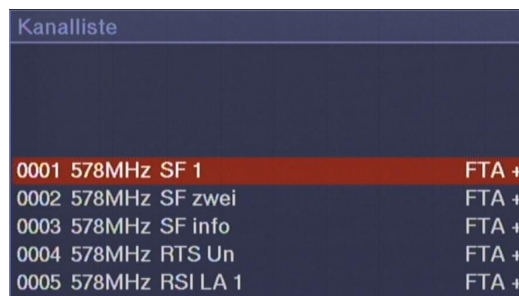 Kanalliste
0001 578MHz SF 1 FTA +
0002 578MHz SF zwei FTA +
0003 578MHz SF info FTA +
0004 578MHz RTS Un FTA +
0005 578MHz RSI LA 1 FTA +